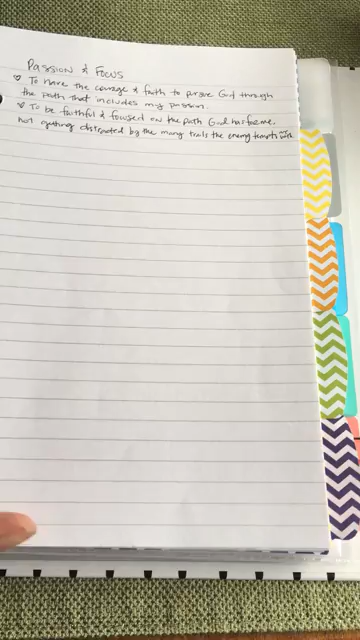 PASSION & FOCUS
♡ To have the courage & faith to pursue God through
the path that includes my passion.
♡ To be faithful & focused on the path God has for me.
not getting distracted by the many trails the enemy tempts me with.